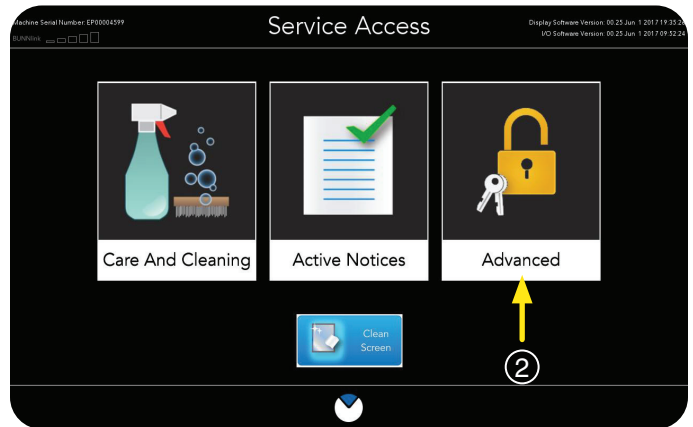 Machine Serial Number: EP00004599
Service Access
Display Software Version: 00.25 Jun 1 2017 19:35:26
BUNNlink
I/O Software Version: 00.25 Jun 1 2017 09:52:24
Care And Cleaning
Active Notices
Advanced
Clean
Screen
2